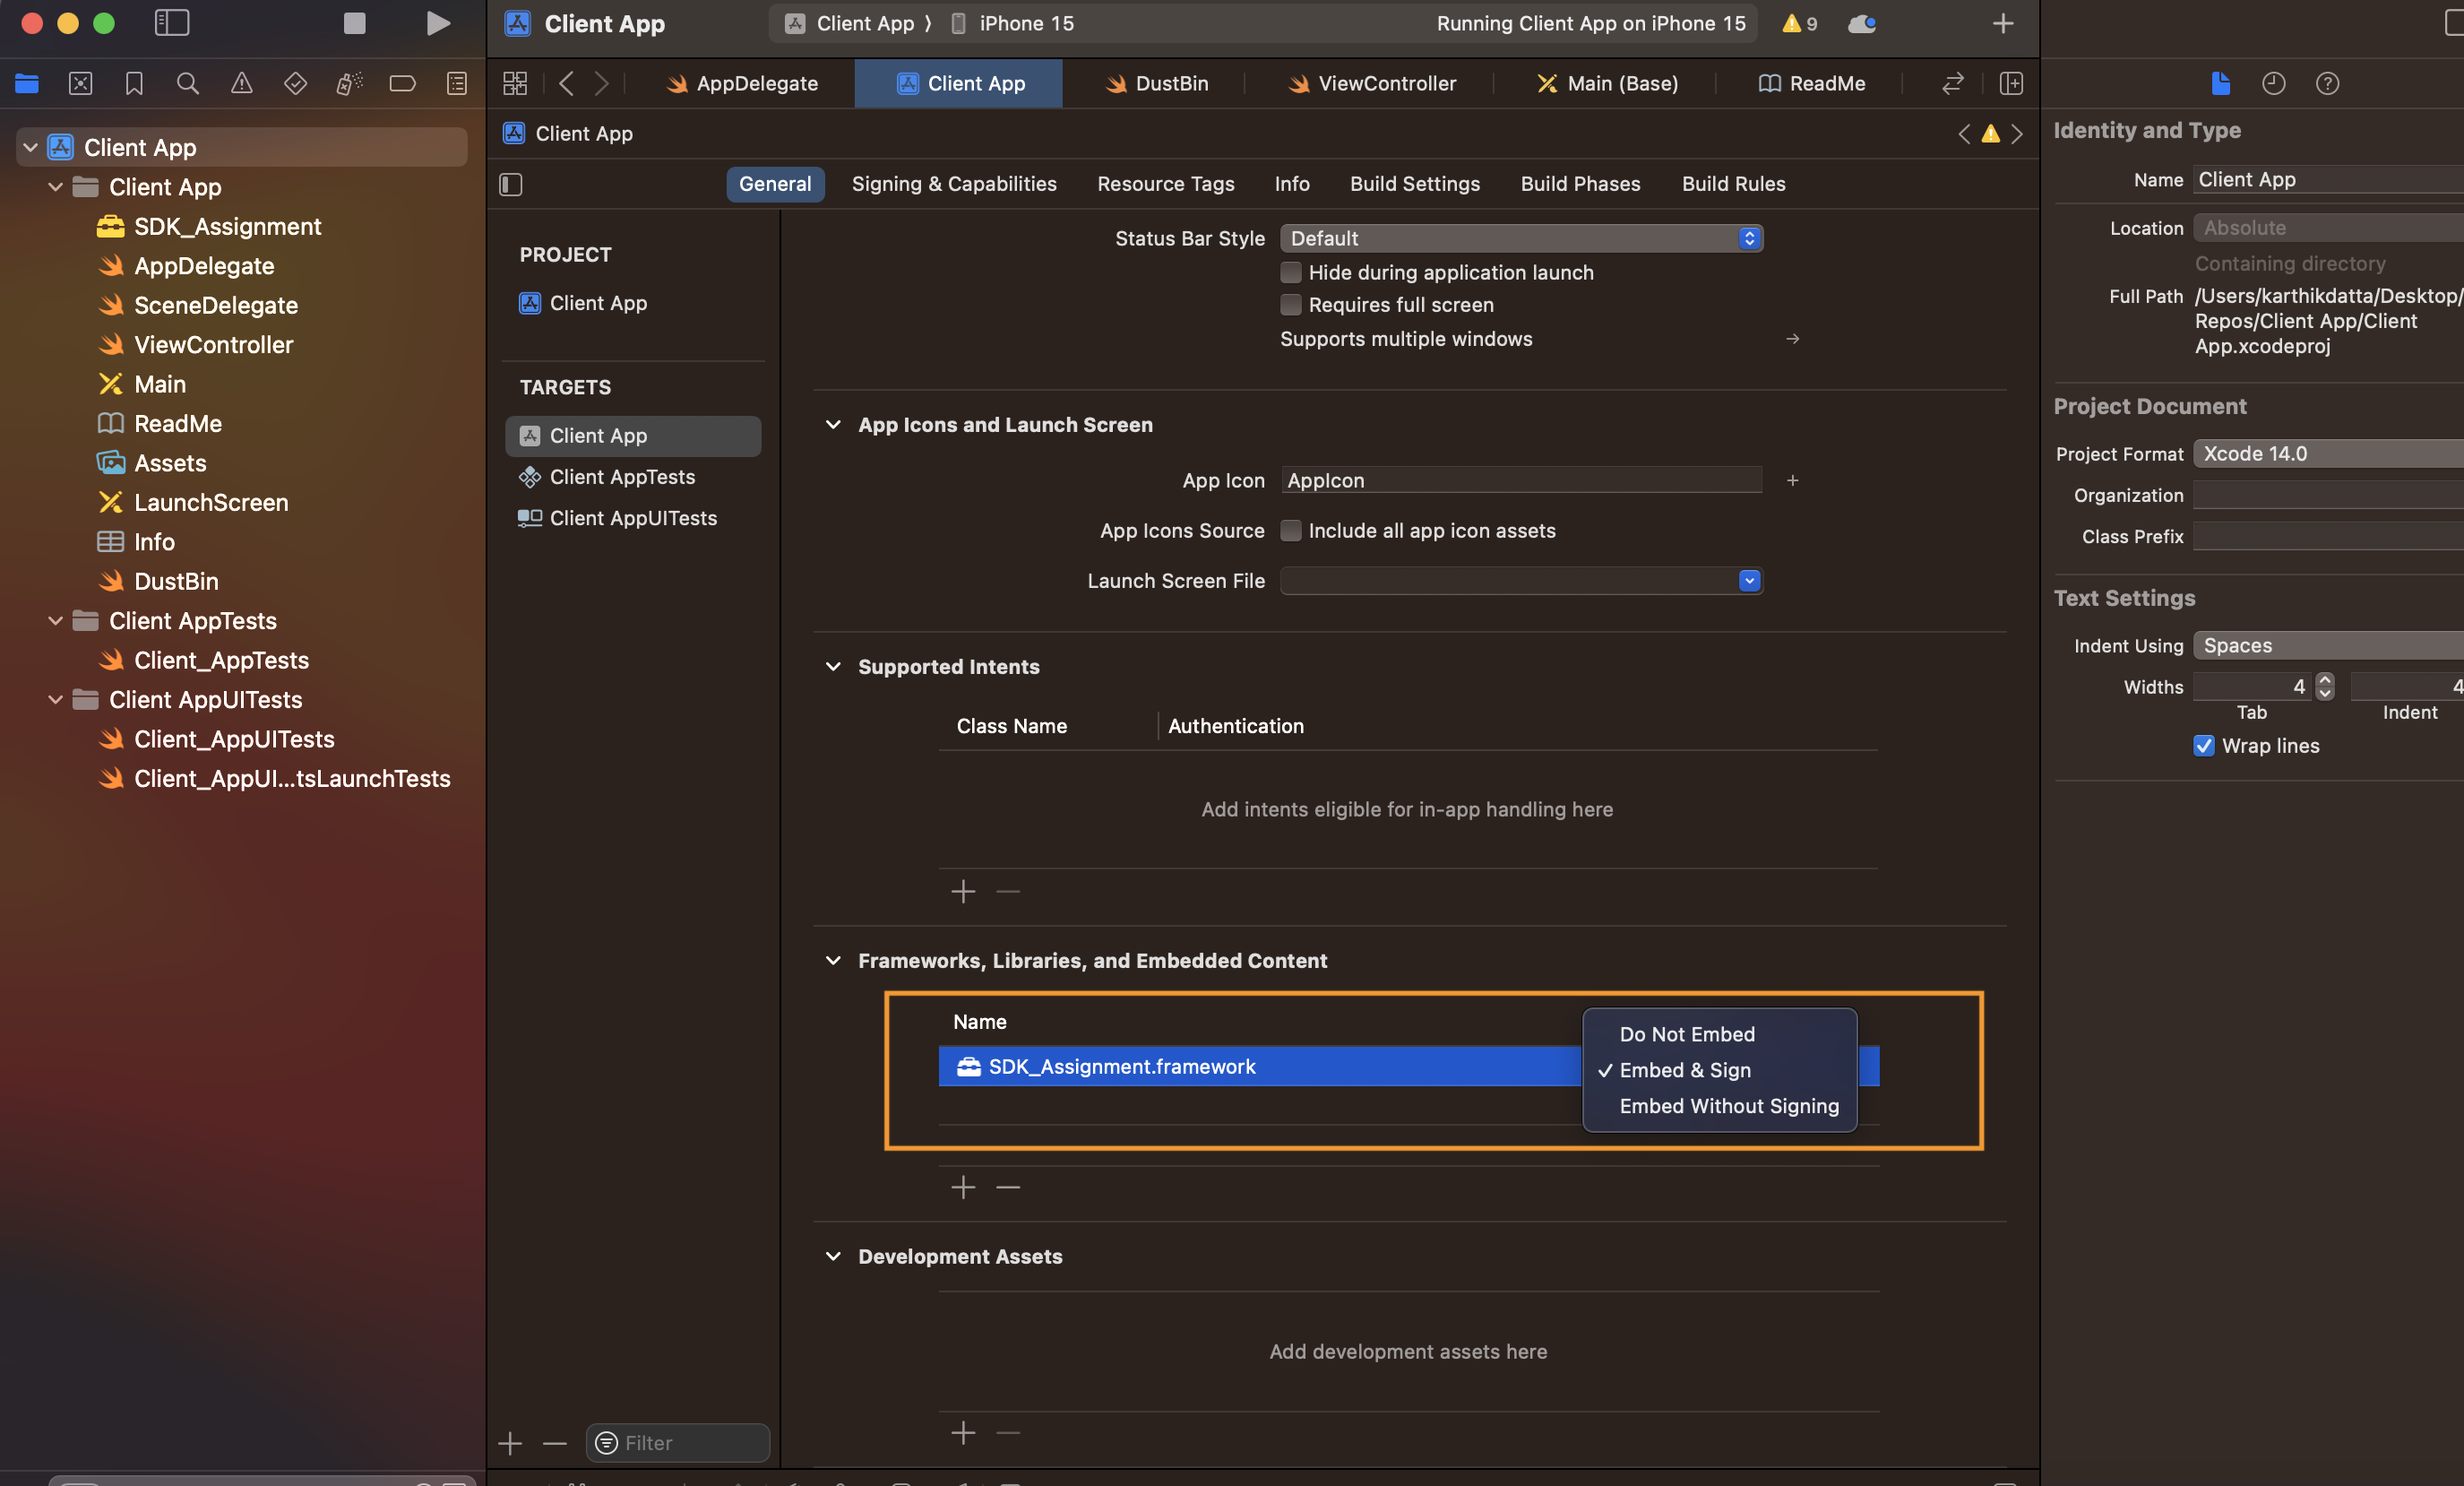 Client App
Client App
iPhone 15
Running Client App on iPhone 15
9
AppDelegate
Client App
DustBin
ViewController
Main (Base)
ReadMe
Client App
Client App
SDK_Assignment
AppDelegate
SceneDelegate
ViewController
Main
ReadMe
Assets
LaunchScreen
Info
DustBin
Client AppTests
Client_AppTests
Client AppUITests
Client_AppUITests
Client_AppUI...tsLaunchTests
Client App
General
Signing & Capabilities
Resource Tags
Info
Build Settings
Build Phases
Build Rules
PROJECT
Client App
TARGETS
Client App
Client AppTests
Client AppUITests
Filter
Status Bar Style
Default
Hide during application launch
Requires full screen
Supports multiple windows
App Icons and Launch Screen
App Icon
AppIcon
App Icons Source
Include all app icon assets
Launch Screen File
Supported Intents
Class Name
Authentication
Add intents eligible for in-app handling here
Frameworks, Libraries, and Embedded Content
Name
SDK_Assignment.framework
Do Not Embed
Embed & Sign
Embed Without Signing
Development Assets
Add development assets here
Identity and Type
Name
Client App
Location
Absolute
Containing directory
Full Path
/Users/karthikdatta/Desktop/
Repos/Client App/Client
App.xcodeproj
Project Document
Project Format
Xcode 14.0
Organization
Class Prefix
Text Settings
Indent Using
Spaces
Widths
4
4
Tab
Indent
Wrap lines